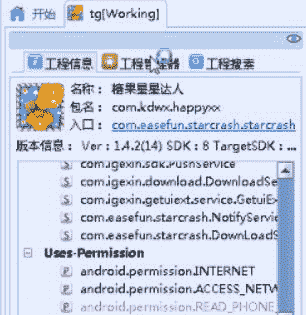 开始 tg[Working]
工程信息 工程管理器 工程搜索
名称： 糖果星星达人
包名： com.kdwx.happyxx
入口： com.easefun.starcrash.starcrash
版本信息： Ver：1.4.2(14) SDK：8 TargetSDK：...
com.igexin.sdk.PushService
com.igexin.download.DownloadSe
com.igexin.getuiext.service.GetuiEx
com.easefun.starcrash.NotifyServic
com.easefun.starcrash.DownLoadS
Uses-Permission
android.permission.INTERNET
android.permission.ACCESS_NETW
android.permission.READ_PHONE_